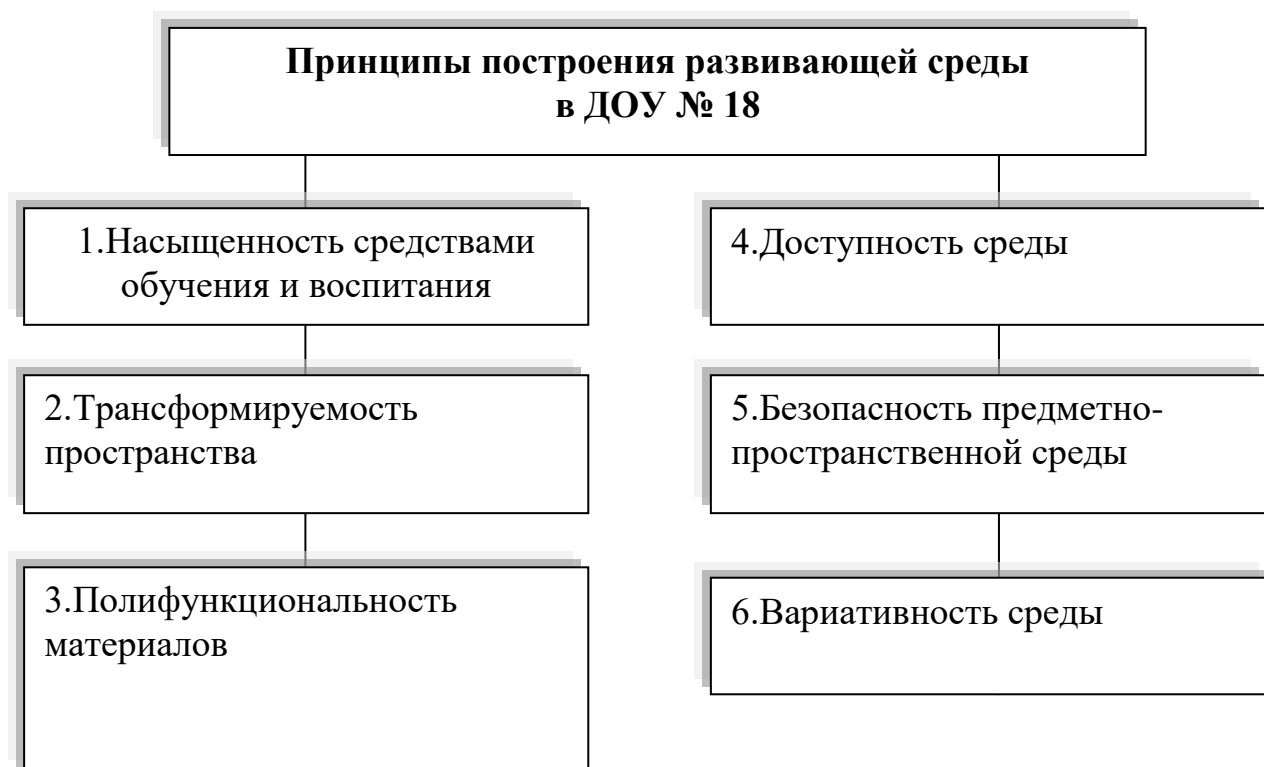 Принципы построения развивающей среды
в ДОУ № 18
1.Насыщенность средствами
обучения и воспитания
2.Трансформируемость
пространства
3.Полифункциональность
материалов
4.Доступность среды
5.Безопасность предметно-
пространственной среды
6.Вариативность среды